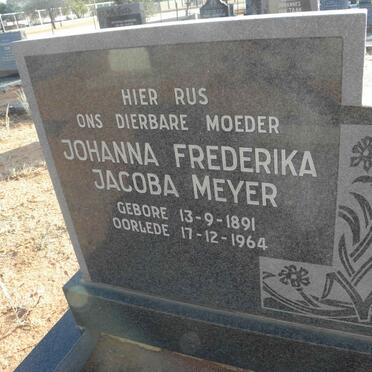 HIER RUS
ONS DIERBARE MOEDER
JOHANNA FREDERIKA
JACOBA MEYER
GEBORE 13-9-1891
OORLEDE 17-12-1964